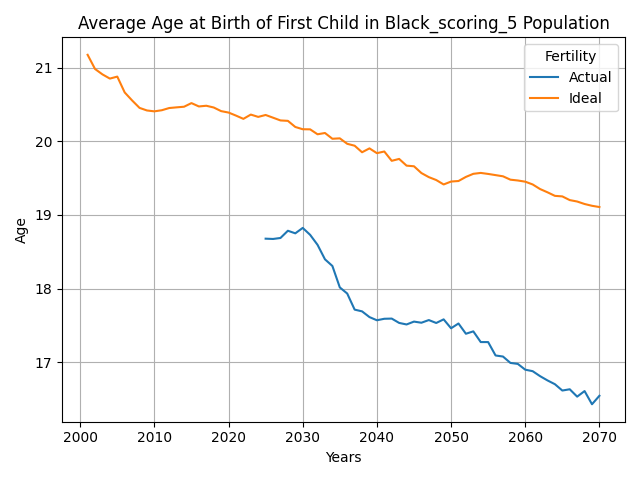 Average Age at Birth of First Child in Black_scoring_5 Population
Fertility
Actual
Ideal
Age
21
20
19
18
17
2000 2010 2020 2030 2040 2050 2060 2070
Years